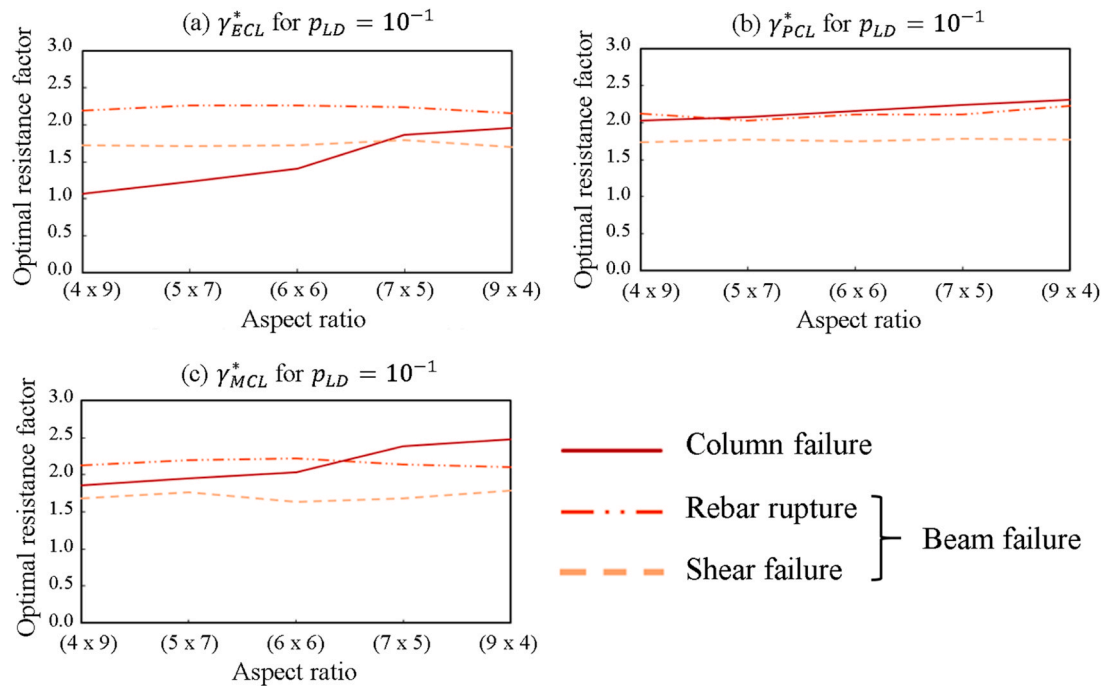 (a) γ*ECL for pLD = 10⁻¹
Optimal resistance factor
3.0
2.5
2.0
1.5
1.0
0.5
0.0
(4 x 9) (5 x 7) (6 x 6) (7 x 5) (9 x 4)
Aspect ratio
(b) γ*PCL for pLD = 10⁻¹
Optimal resistance factor
3.0
2.5
2.0
1.5
1.0
0.5
0.0
(4 x 9) (5 x 7) (6 x 6) (7 x 5) (9 x 4)
Aspect ratio
(c) γ*MCL for pLD = 10⁻¹
Optimal resistance factor
3.0
2.5
2.0
1.5
1.0
0.5
0.0
(4 x 9) (5 x 7) (6 x 6) (7 x 5) (9 x 4)
Aspect ratio
Column failure
Rebar rupture
Shear failure
Beam failure